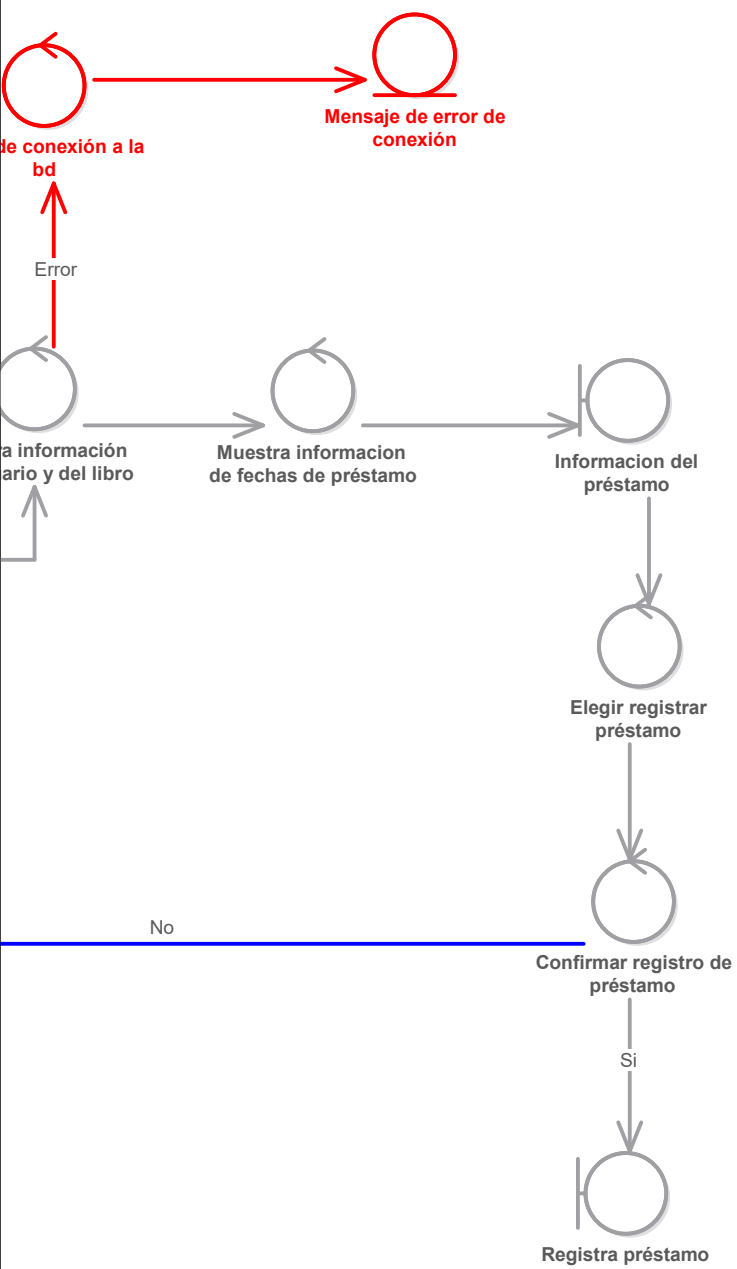 Mensaje de error de
conexión
de conexión a la
bd
Error
información
y del libro
Muestra informacion
de fechas de préstamo
Informacion del
préstamo
Elegir registrar
préstamo
No
Confirmar registro de
préstamo
Si
Registra préstamo